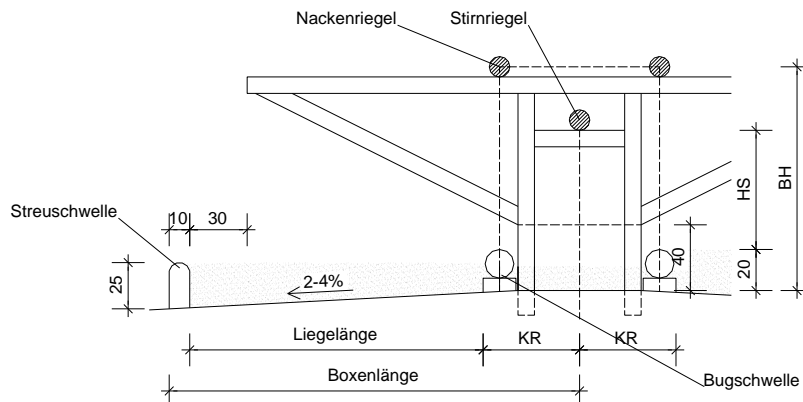 Nackenriegel
Stirnriegel
Streuschwelle
10
30
25
2-4%
HS
BH
40
20
Liegelänge
KR
KR
Boxenlänge
Bugschwelle